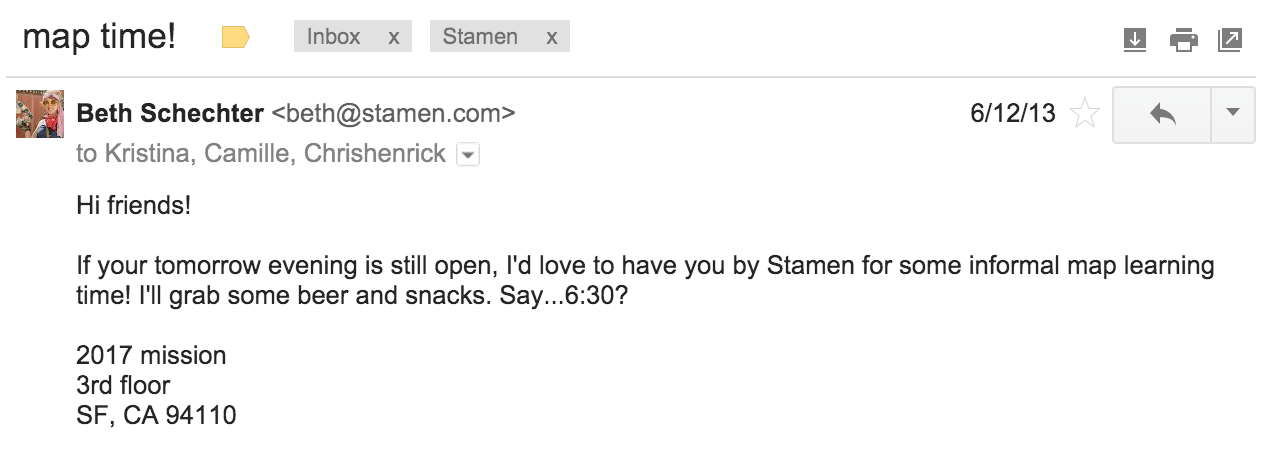 map time! Inbox x Stamen x
Beth Schechter <beth@stamen.com> 6/12/13
to Kristina, Camille, Chrishenrick
Hi friends!
If your tomorrow evening is still open, I'd love to have you by Stamen for some informal map learning
time! I'll grab some beer and snacks. Say...6:30?
2017 mission
3rd floor
SF, CA 94110